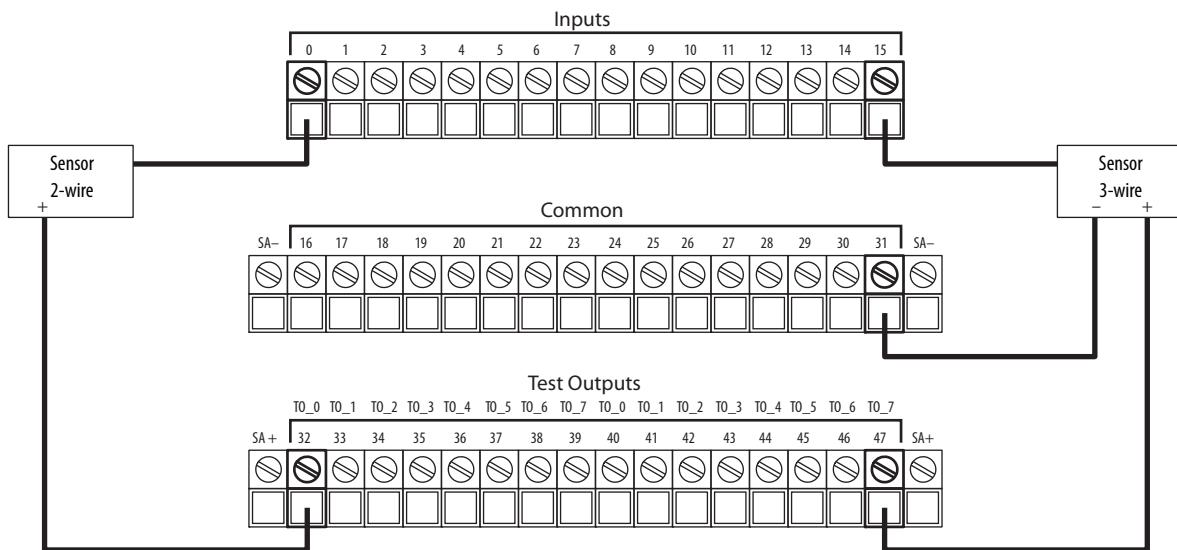 Inputs
0 1 2 3 4 5 6 7 8 9 10 11 12 13 14 15
Sensor
2-wire
+
Sensor
3-wire
– +
Common
SA– 16 17 18 19 20 21 22 23 24 25 26 27 28 29 30 31 SA–
Test Outputs
TO_0 TO_1 TO_2 TO_3 TO_4 TO_5 TO_6 TO_7 TO_0 TO_1 TO_2 TO_3 TO_4 TO_5 TO_6 TO_7
SA + 32 33 34 35 36 37 38 39 40 41 42 43 44 45 46 47 SA+